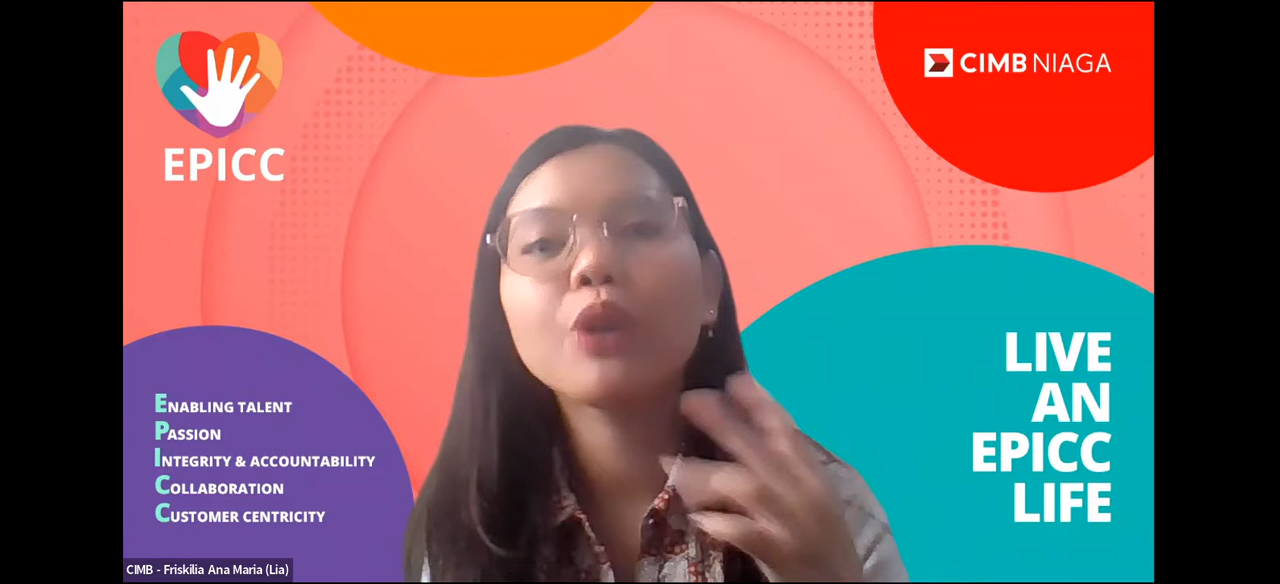 EPICC
CIMB NIAGA
LIVE
AN
EPICC
LIFE
ENABLING TALENT
PASSION
INTEGRITY & ACCOUNTABILITY
COLLABORATION
CUSTOMER CENTRICITY
CIMB - Friskilia Ana Maria (Lia)